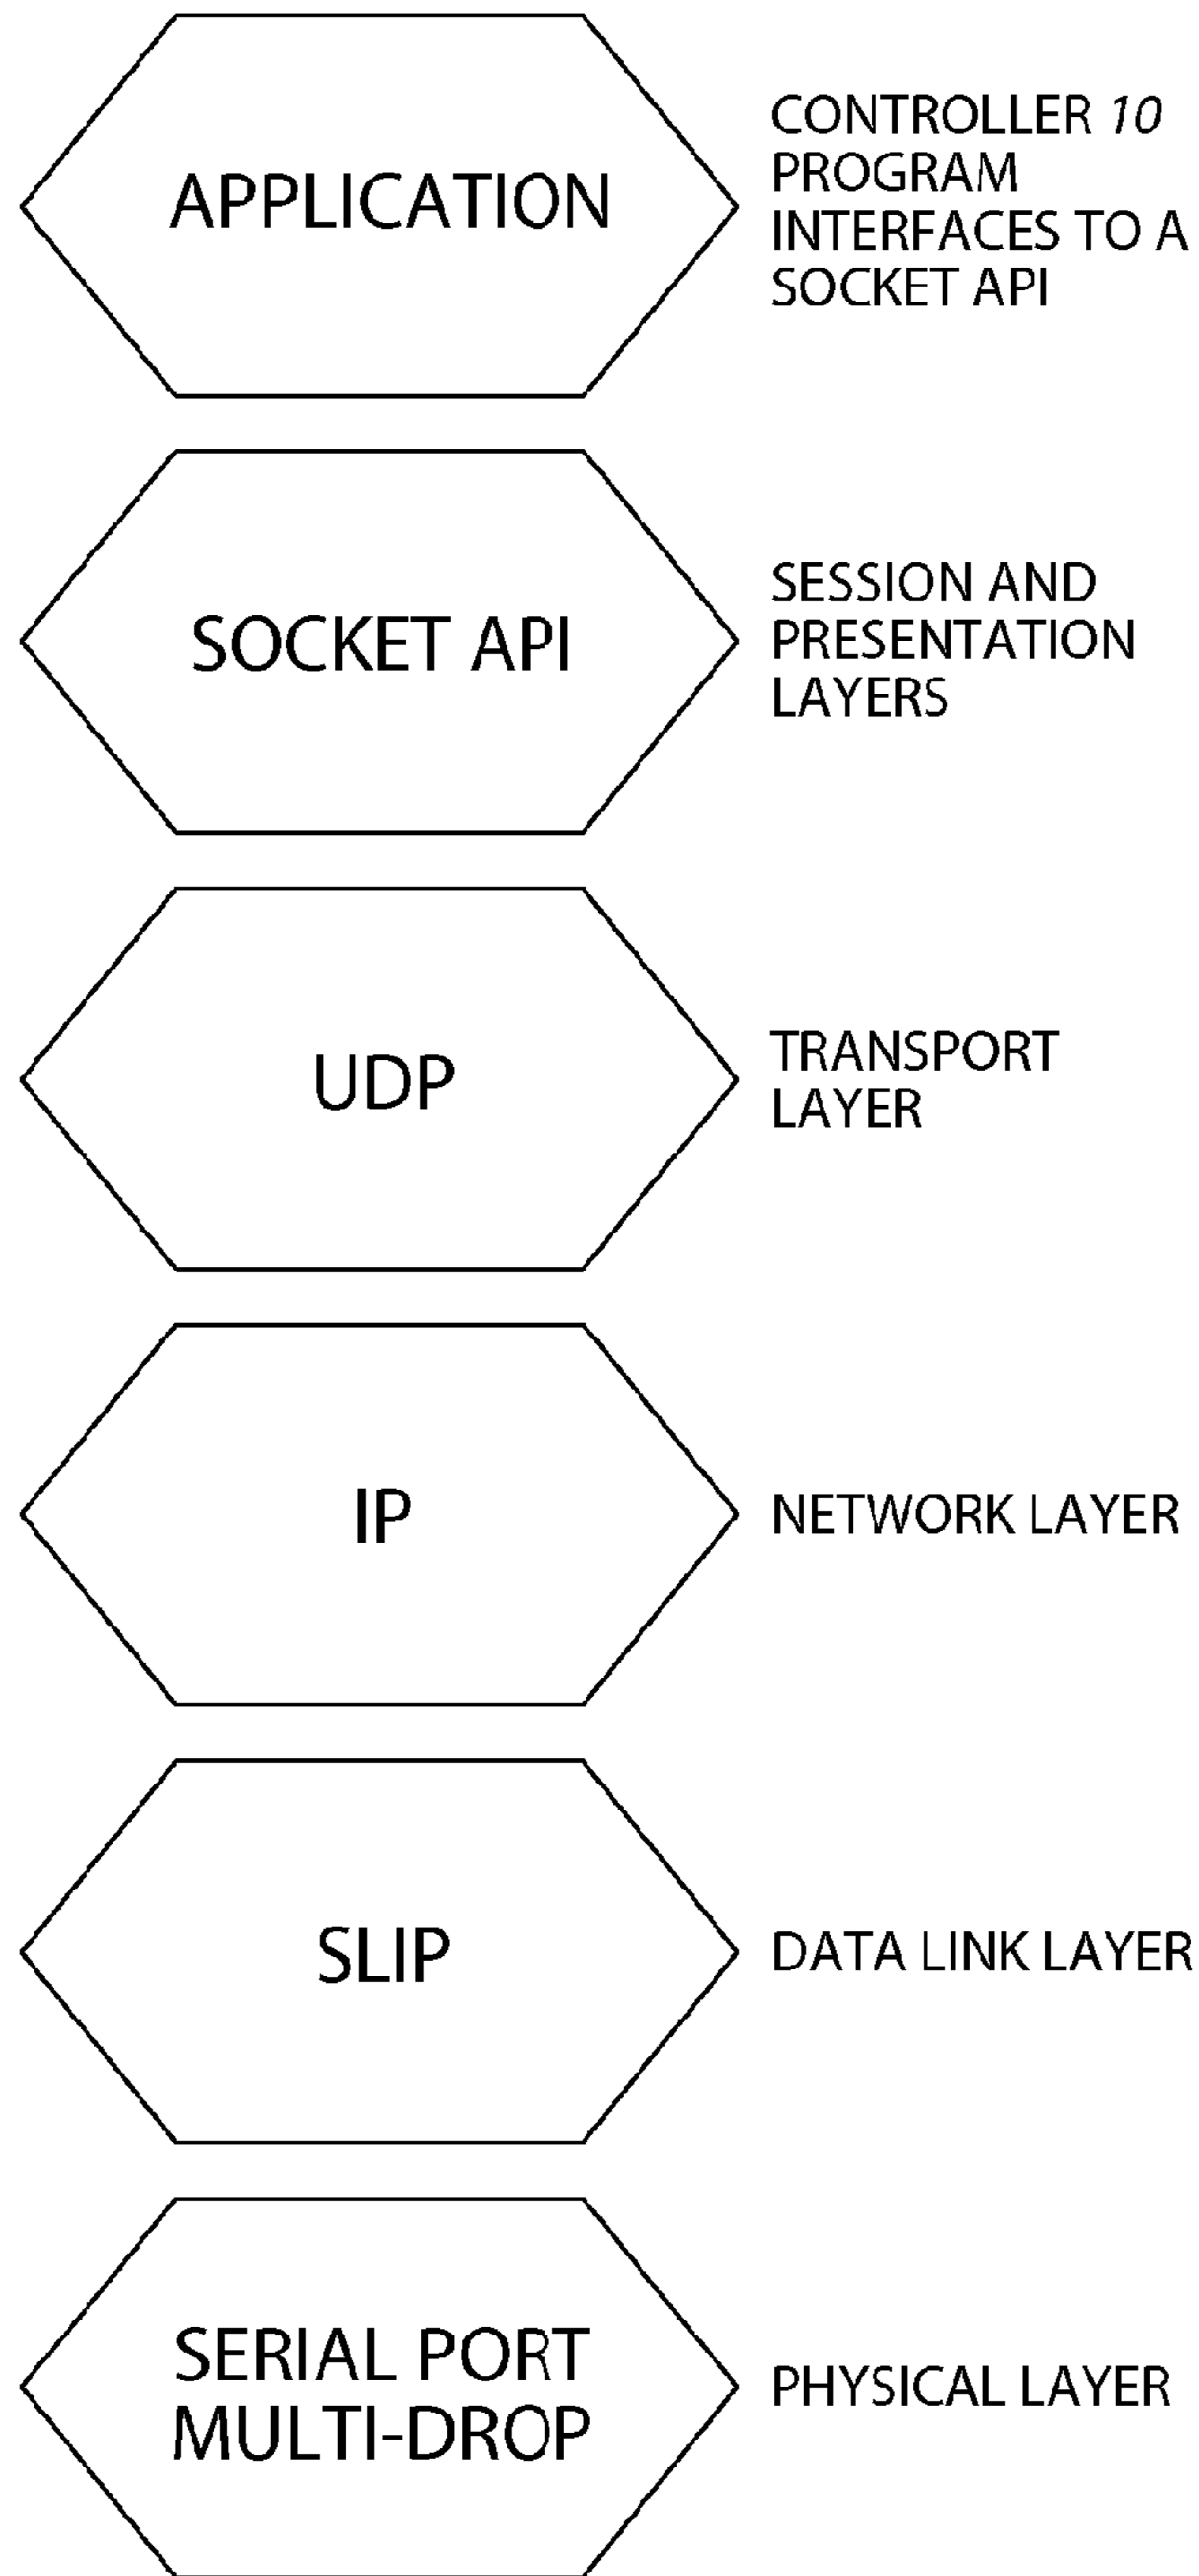 APPLICATION
CONTROLLER 10
PROGRAM
INTERFACES TO A
SOCKET API
SOCKET API
SESSION AND
PRESENTATION
LAYERS
UDP
TRANSPORT
LAYER
IP
NETWORK LAYER
SLIP
DATA LINK LAYER
SERIAL PORT
MULTI-DROP
PHYSICAL LAYER